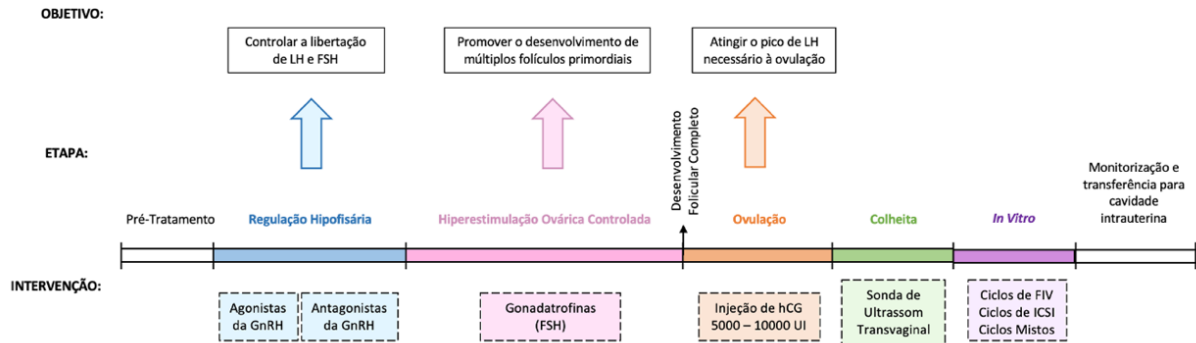 OBJETIVO:
Controlar a libertação
de LH e FSH
Promover o desenvolvimento de
múltiplos folículos primordiais
Atingir o pico de LH
necessário à ovulação
ETAPA:
Pré-Tratamento
Regulação Hipofisária
Hiperestimulação Ovárica Controlada
Desenvolvimento
Folicular Completo
Ovulação
Colheita
In Vitro
Monitorização e
transferência para
cavidade
intrauterina
INTERVENÇÃO:
Agonistas
da GnRH
Antagonistas
da GnRH
Gonadatrofinas
(FSH)
Injeção de hCG
5000 – 10000 UI
Sonda de
Ultrassom
Transvaginal
Ciclos de FIV
Ciclos de ICSI
Ciclos Mistos